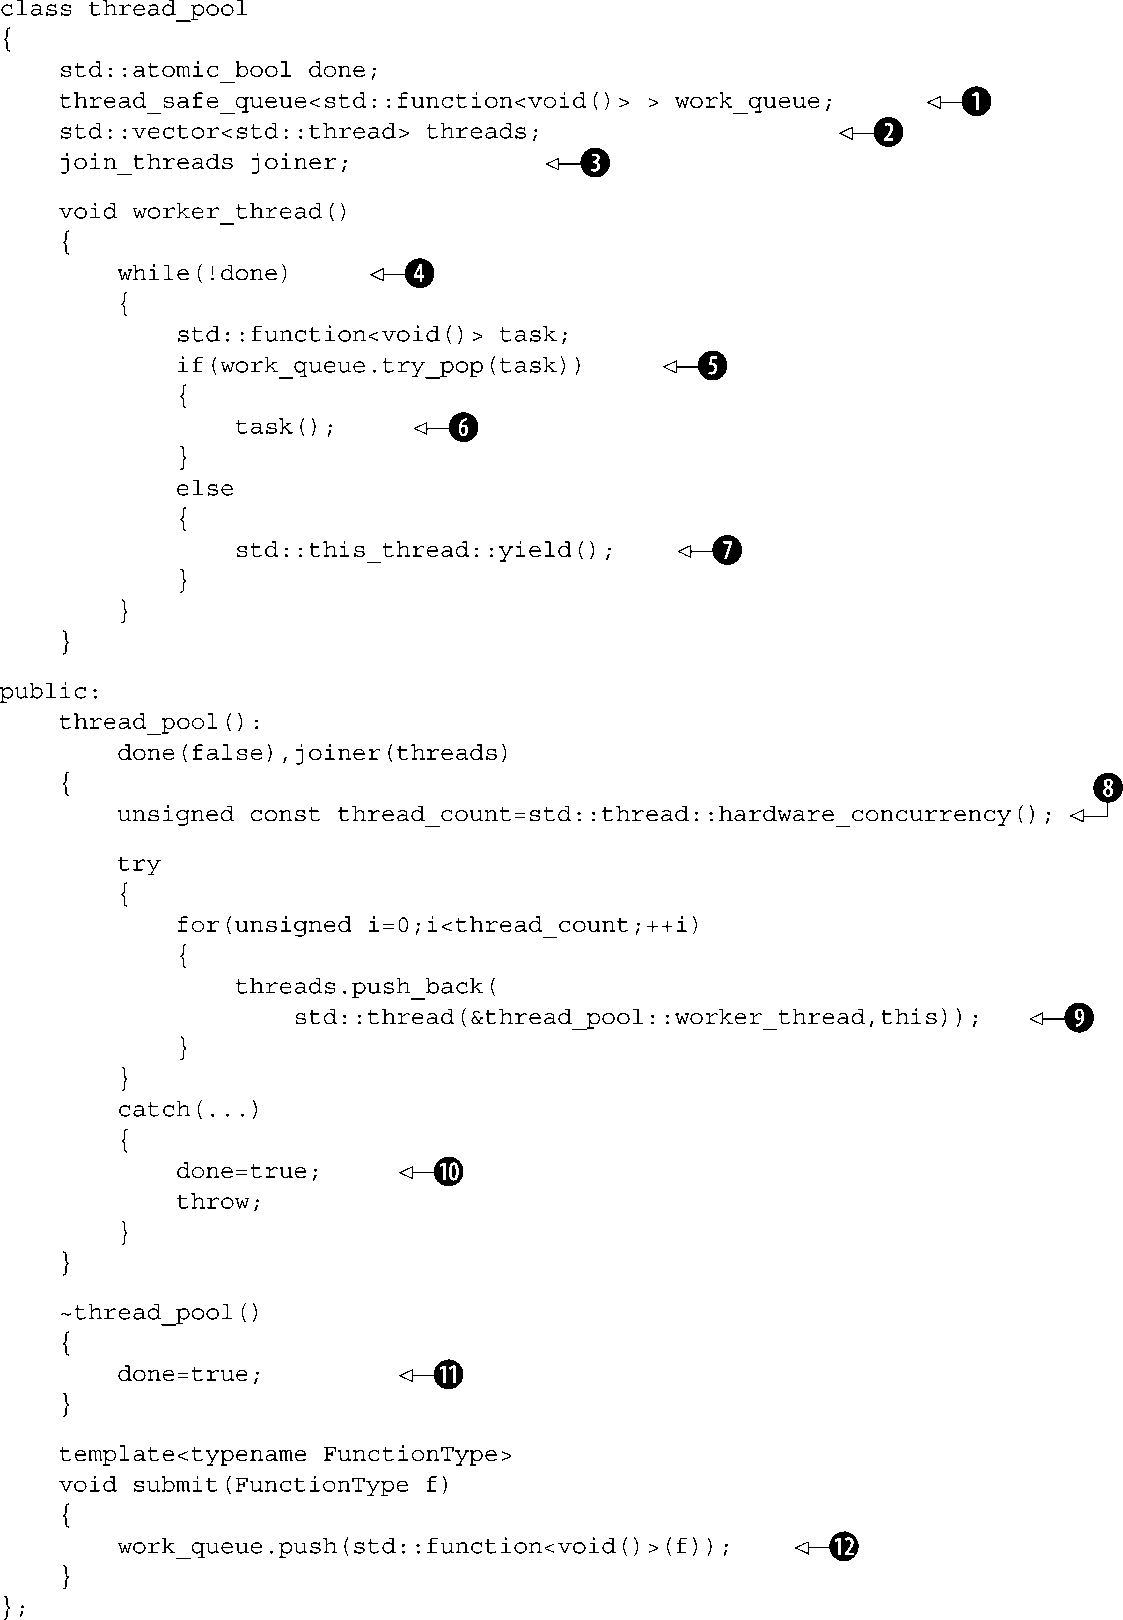 class thread_pool
{
    std::atomic_bool done;
    thread_safe_queue<std::function<void()> > work_queue; 1
    std::vector<std::thread> threads; 2
    join_threads joiner; 3
    void worker_thread()
    {
        while(!done) 4
        {
            std::function<void()> task;
            if(work_queue.try_pop(task)) 5
            {
                task(); 6
            }
            else
            {
                std::this_thread::yield(); 7
            }
        }
    }
public:
    thread_pool():
        done(false),joiner(threads)
    {
        unsigned const thread_count=std::thread::hardware_concurrency(); 8
        try
        {
            for(unsigned i=0;i<thread_count;++i)
            {
                threads.push_back(
                    std::thread(&thread_pool::worker_thread,this)); 9
            }
        }
        catch(...)
        {
            done=true; 10
            throw;
        }
    }
    ~thread_pool()
    {
        done=true; 11
    }
    template<typename FunctionType>
    void submit(FunctionType f)
    {
        work_queue.push(std::function<void()>(f)); 12
    }
};